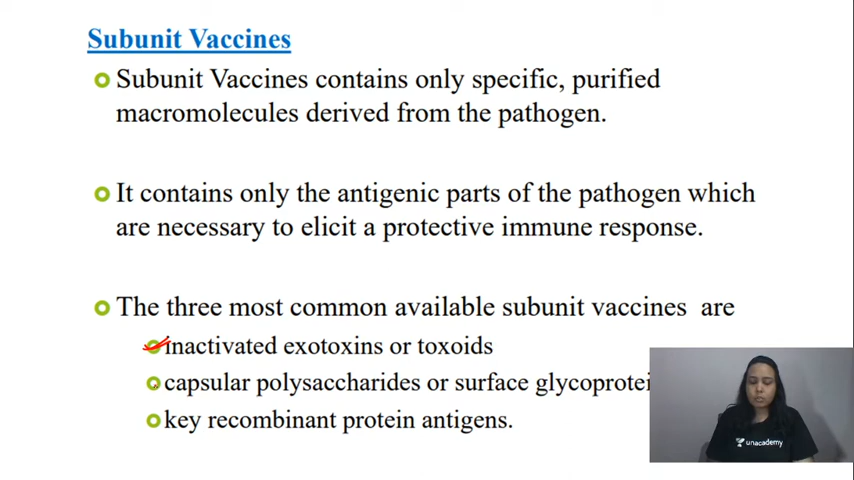 Subunit Vaccines
Subunit Vaccines contains only specific, purified
macromolecules derived from the pathogen.
It contains only the antigenic parts of the pathogen which
are necessary to elicit a protective immune response.
The three most common available subunit vaccines are
inactivated exotoxins or toxoids
capsular polysaccharides or surface glycoprotei
key recombinant protein antigens.
unacademy